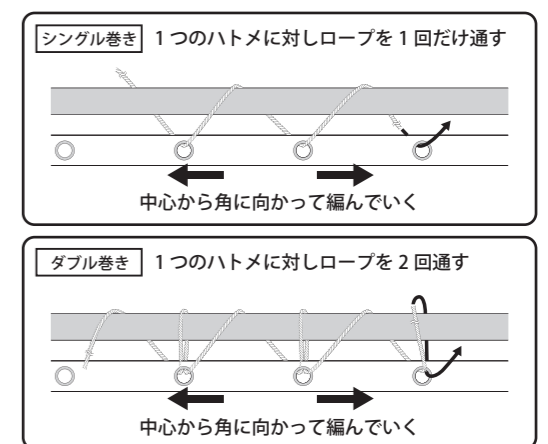 シングル巻き 1つのハトメに対しロープを1回だけ通す
中心から角に向かって編んでいく
ダブル巻き 1つのハトメに対しロープを2回通す
中心から角に向かって編んでいく